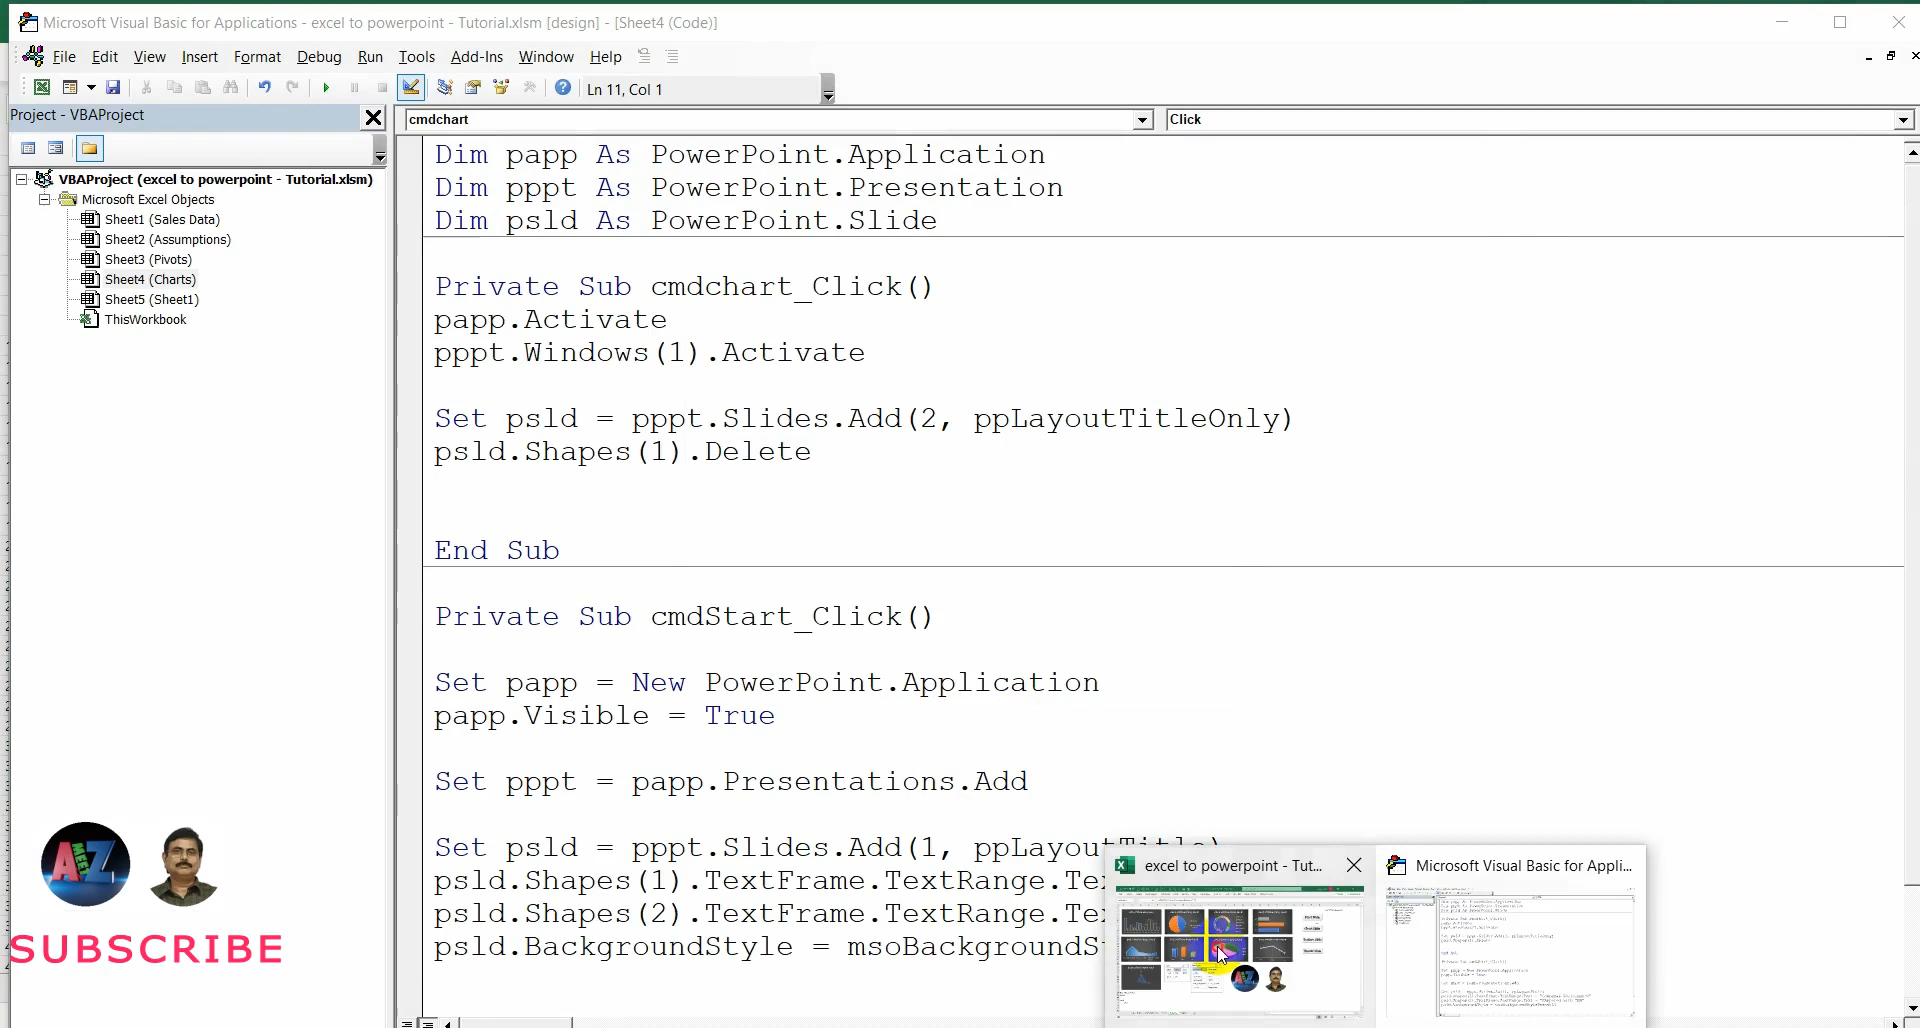 Microsoft Visual Basic for Applications - excel to powerpoint - Tutorial.xlsm [design] - [Sheet4 (Code)]
File Edit View Insert Format Debug Run Tools Add-Ins Window Help
Ln 11, Col 1
Project - VBAProject
cmdchart
Click
VBAProject (excel to powerpoint - Tutorial.xlsm)
Microsoft Excel Objects
Sheet1 (Sales Data)
Sheet2 (Assumptions)
Sheet3 (Pivots)
Sheet4 (Charts)
Sheet5 (Sheet1)
ThisWorkbook
Dim papp As PowerPoint.Application
Dim pppt As PowerPoint.Presentation
Dim psld As PowerPoint.Slide
Private Sub cmdchart_Click()
papp.Activate
pppt.Windows(1).Activate
Set psld = pppt.Slides.Add(2, ppLayoutTitleOnly)
psld.Shapes(1).Delete
End Sub
Private Sub cmdStart_Click()
Set papp = New PowerPoint.Application
papp.Visible = True
Set pppt = papp.Presentations.Add
Set psld = pppt.Slides.Add(1, ppLayoutTitle)
psld.Shapes(1).TextFrame.TextRange.Te
psld.Shapes(2).TextFrame.TextRange.Te
psld.BackgroundStyle = msoBackgroundS
excel to powerpoint - Tut...
Microsoft Visual Basic for Appli...
A MEET Z
SUBSCRIBE